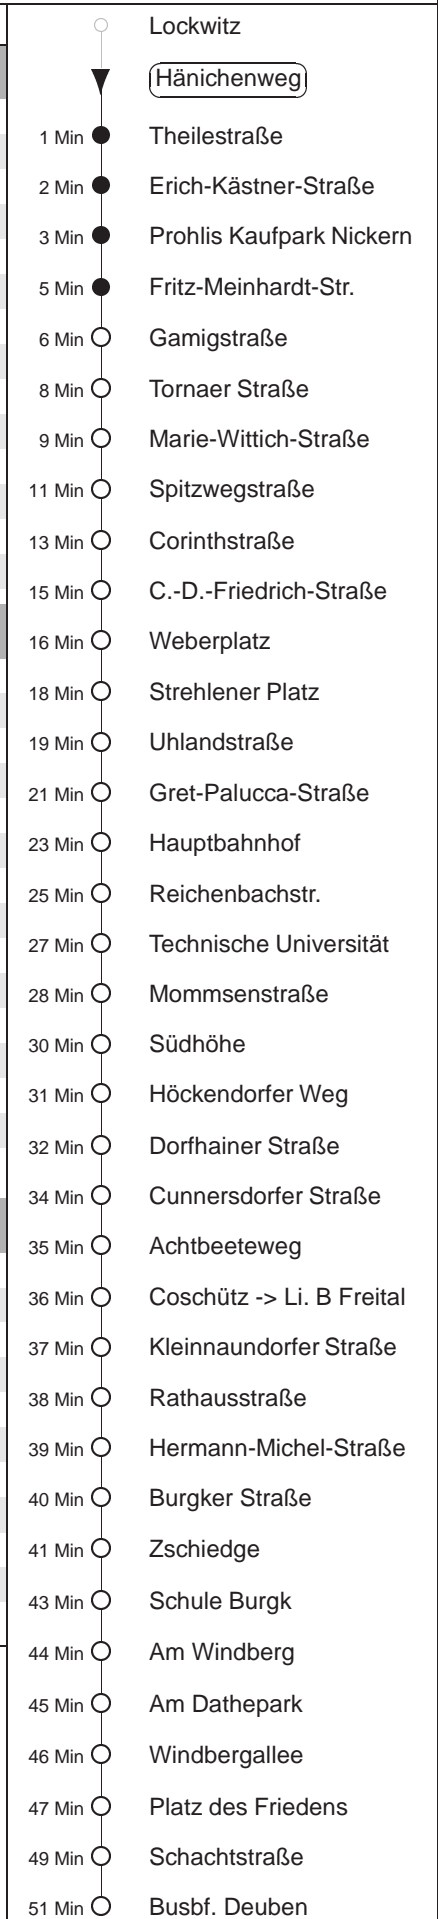 Lockwitz
Hänichenweg
1 Min Theilestraße
2 Min Erich-Kästner-Straße
3 Min Prohlis Kaufpark Nickern
5 Min Fritz-Meinhardt-Str.
6 Min Gamigstraße
8 Min Tornaer Straße
9 Min Marie-Wittich-Straße
11 Min Spitzwegstraße
13 Min Corinthstraße
15 Min C.-D.-Friedrich-Straße
16 Min Weberplatz
18 Min Strehlener Platz
19 Min Uhlandstraße
21 Min Gret-Palucca-Straße
23 Min Hauptbahnhof
25 Min Reichenbachstr.
27 Min Technische Universität
28 Min Mommsenstraße
30 Min Südhöhe
31 Min Höckendorfer Weg
32 Min Dorfhainer Straße
34 Min Cunnersdorfer Straße
35 Min Achtbeeteweg
36 Min Coschütz -> Li. B Freital
37 Min Kleinnaundorfer Straße
38 Min Rathausstraße
39 Min Hermann-Michel-Straße
40 Min Burgker Straße
41 Min Zschiedge
43 Min Schule Burgk
44 Min Am Windberg
45 Min Am Dathepark
46 Min Windbergallee
47 Min Platz des Friedens
49 Min Schachtstraße
51 Min Busbf. Deuben